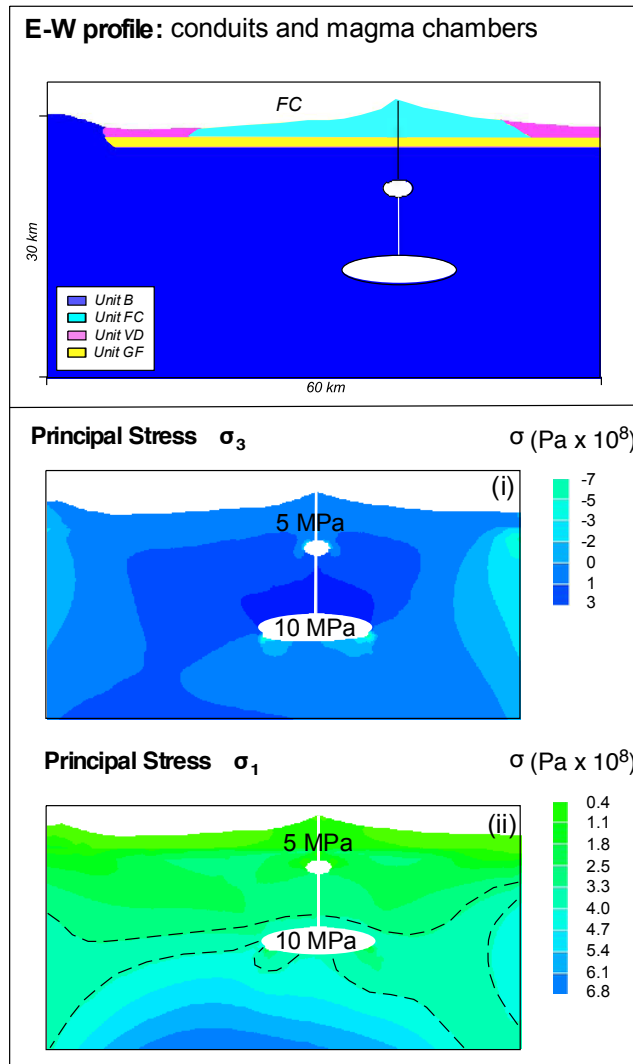 E-W profile: conduits and magma chambers
FC
30 km
Unit B
Unit FC
Unit VD
Unit GF
60 km
Principal Stress σ3
σ (Pa x 10⁸)
(i)
5 MPa
10 MPa
-7
-5
-3
-2
0
1
3
Principal Stress σ1
σ (Pa x 10⁸)
(ii)
5 MPa
10 MPa
0.4
1.1
1.8
2.5
3.3
4.0
4.7
5.4
6.1
6.8